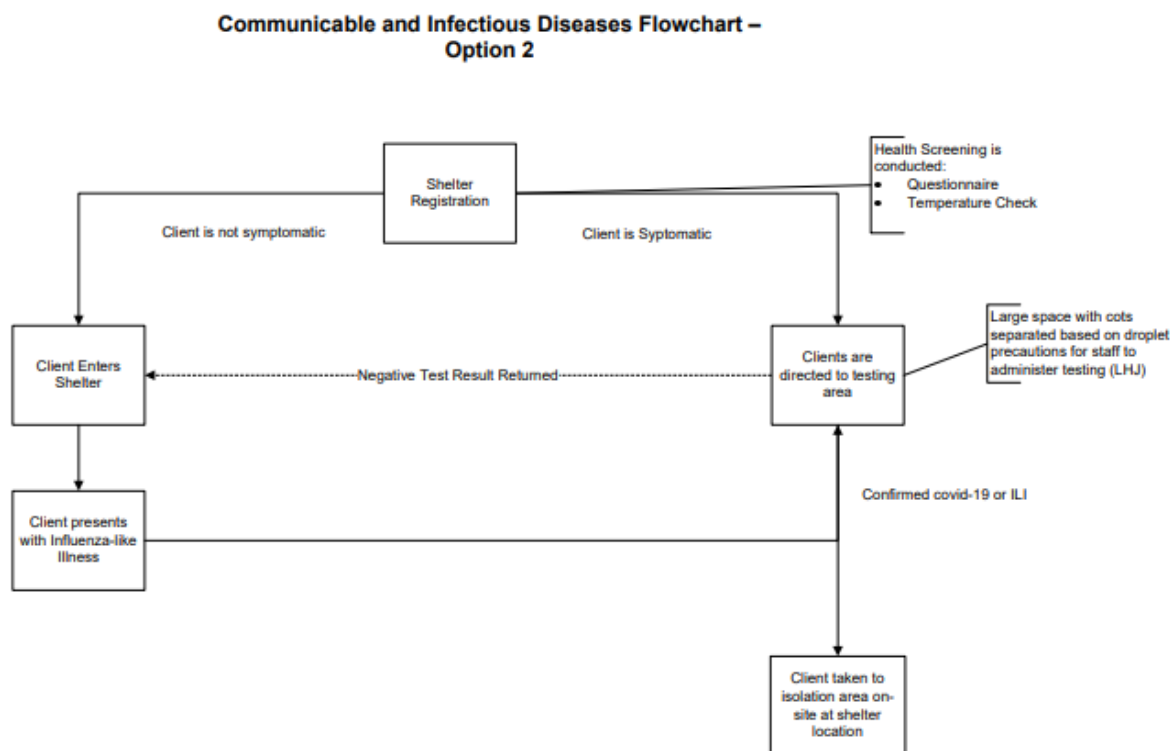 Communicable and Infectious Diseases Flowchart –
Option 2
Health Screening is
conducted:
• Questionnaire
• Temperature Check
Shelter
Registration
Client is not symptomatic
Client is Syptomatic
Large space with cots
separated based on droplet
precautions for staff to
administer testing (LHJ)
Client Enters
Shelter
Negative Test Result Returned
Clients are
directed to testing
area
Confirmed covid-19 or ILI
Client presents
with Influenza-like
Illness
Client taken to
isolation area on-
site at shelter
location